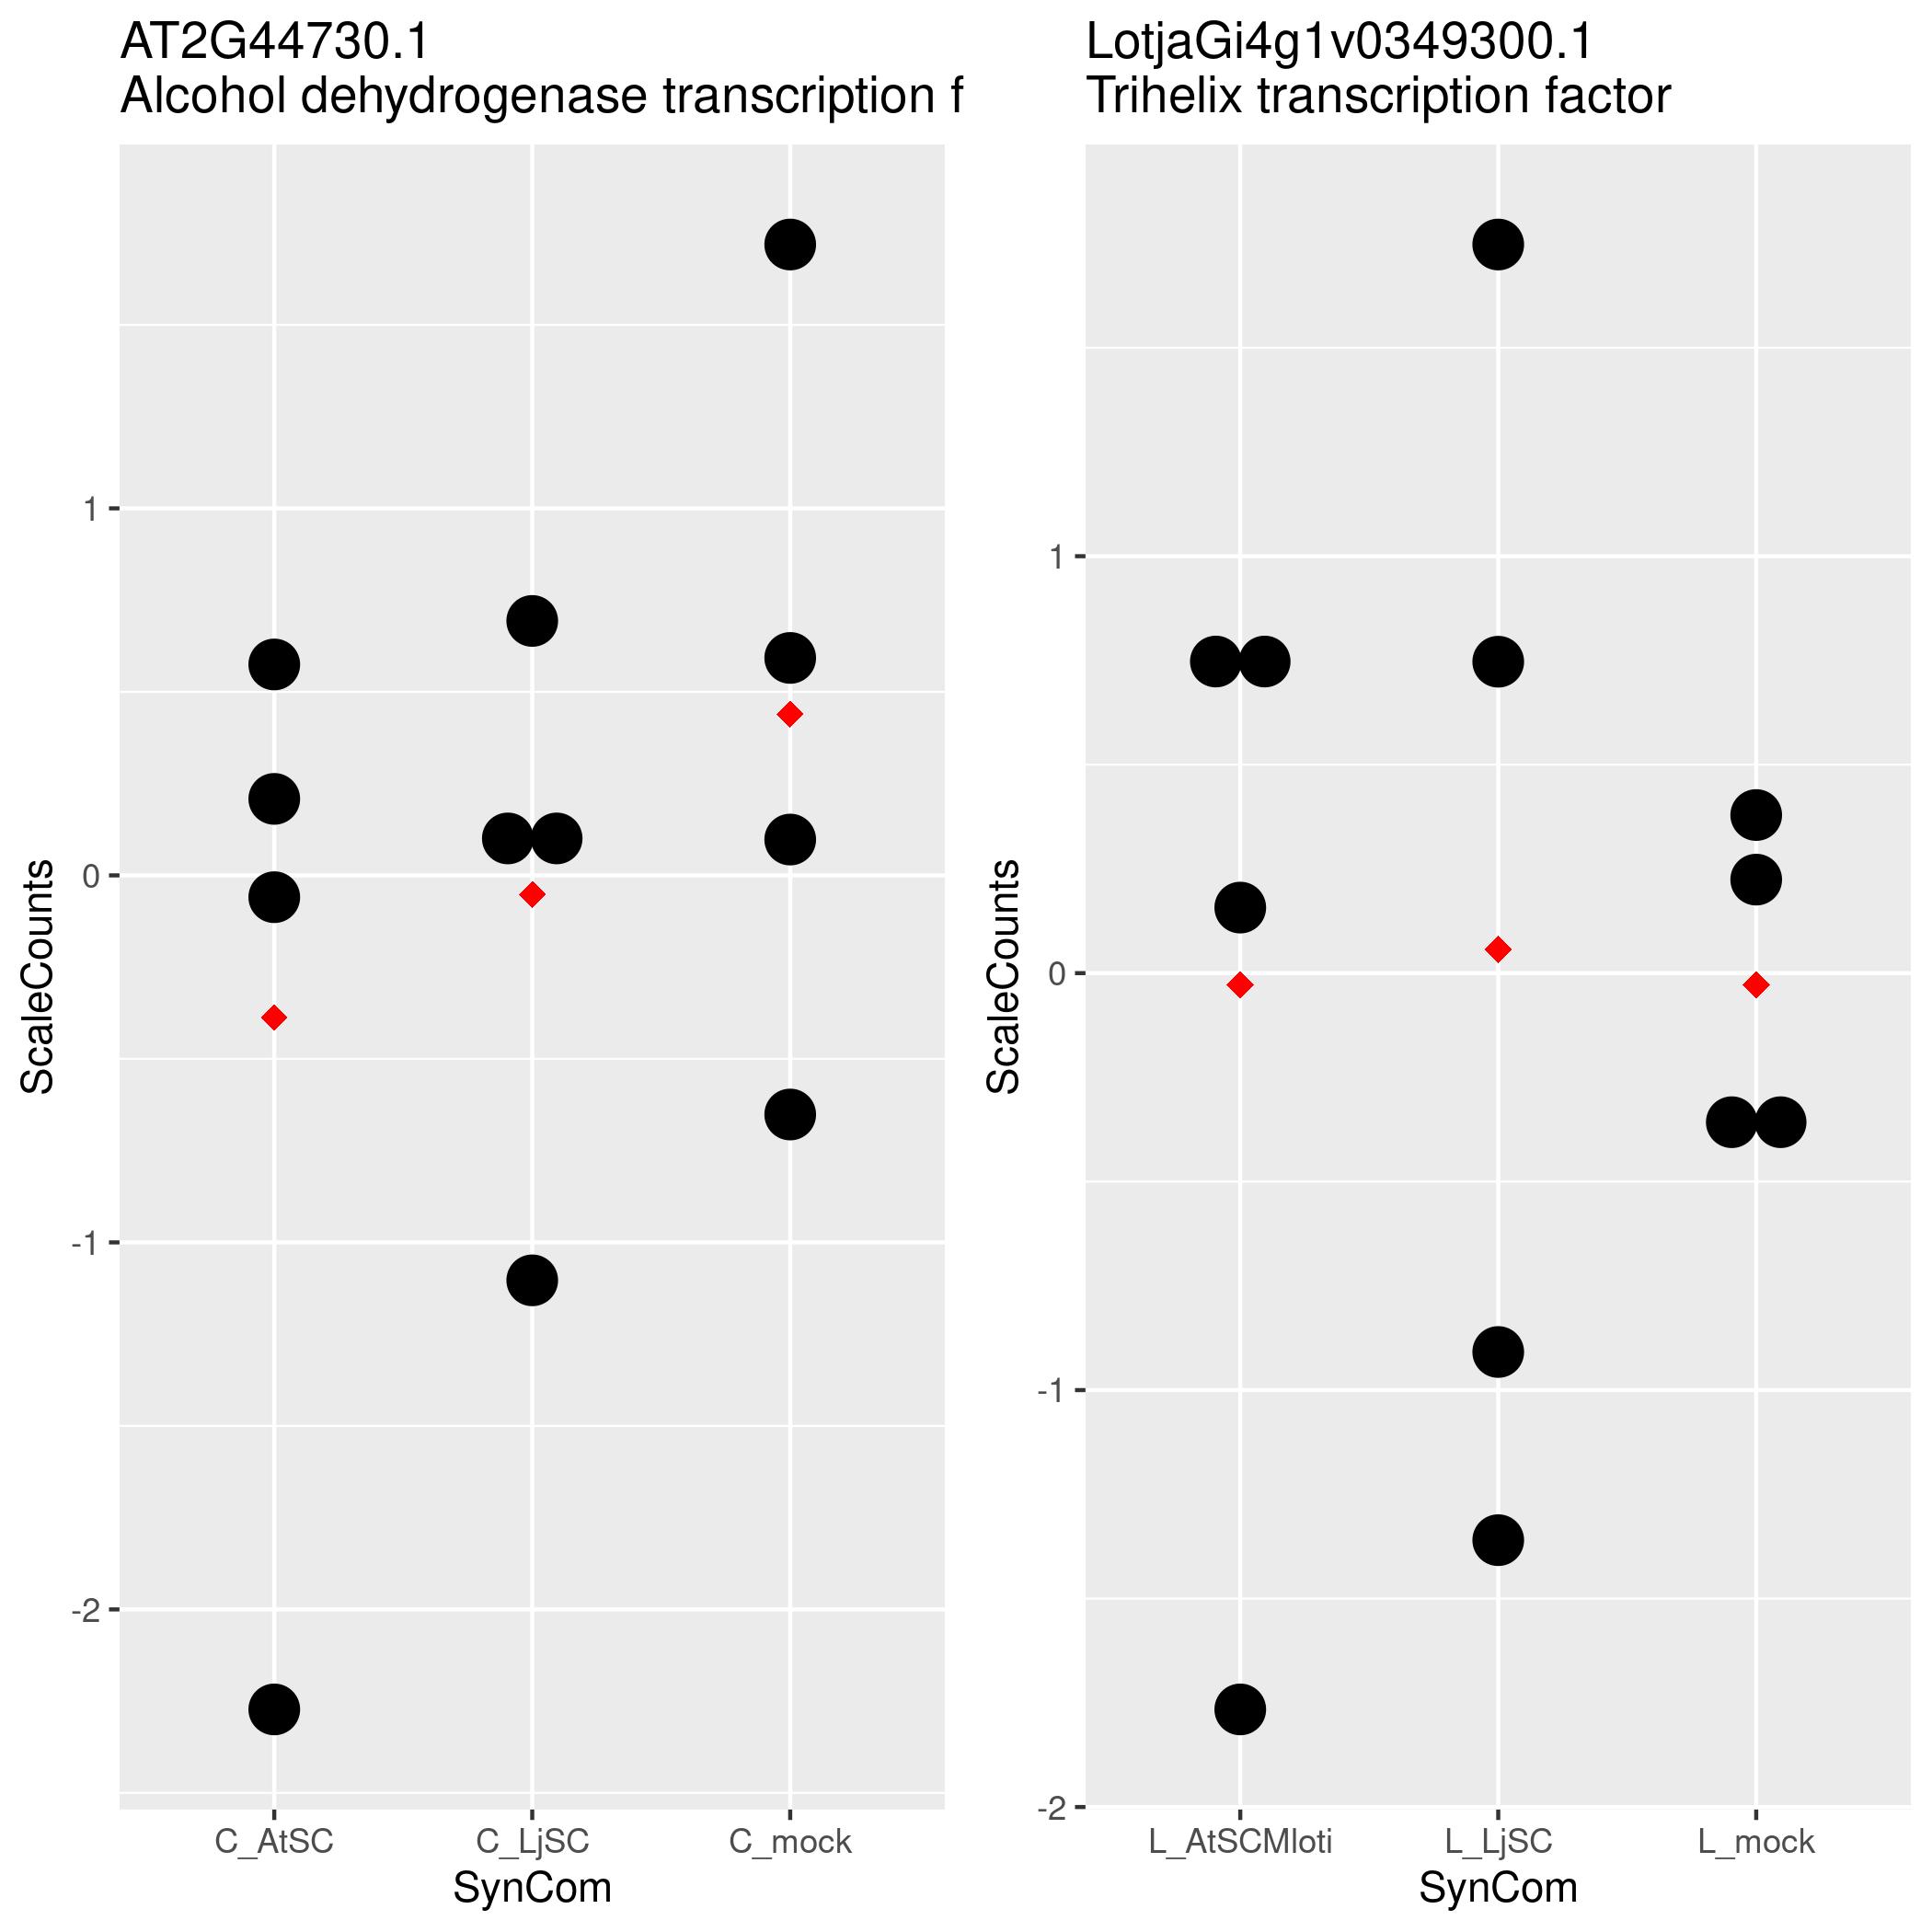 AT2G44730.1
Alcohol dehydrogenase transcription f
ScaleCounts
1
0
-1
-2
C_AtSC
C_LjSC
C_mock
SynCom
LotjaGi4g1v0349300.1
Trihelix transcription factor
ScaleCounts
1
0
-1
-2
L_AtSCMloti
L_LjSC
L_mock
SynCom